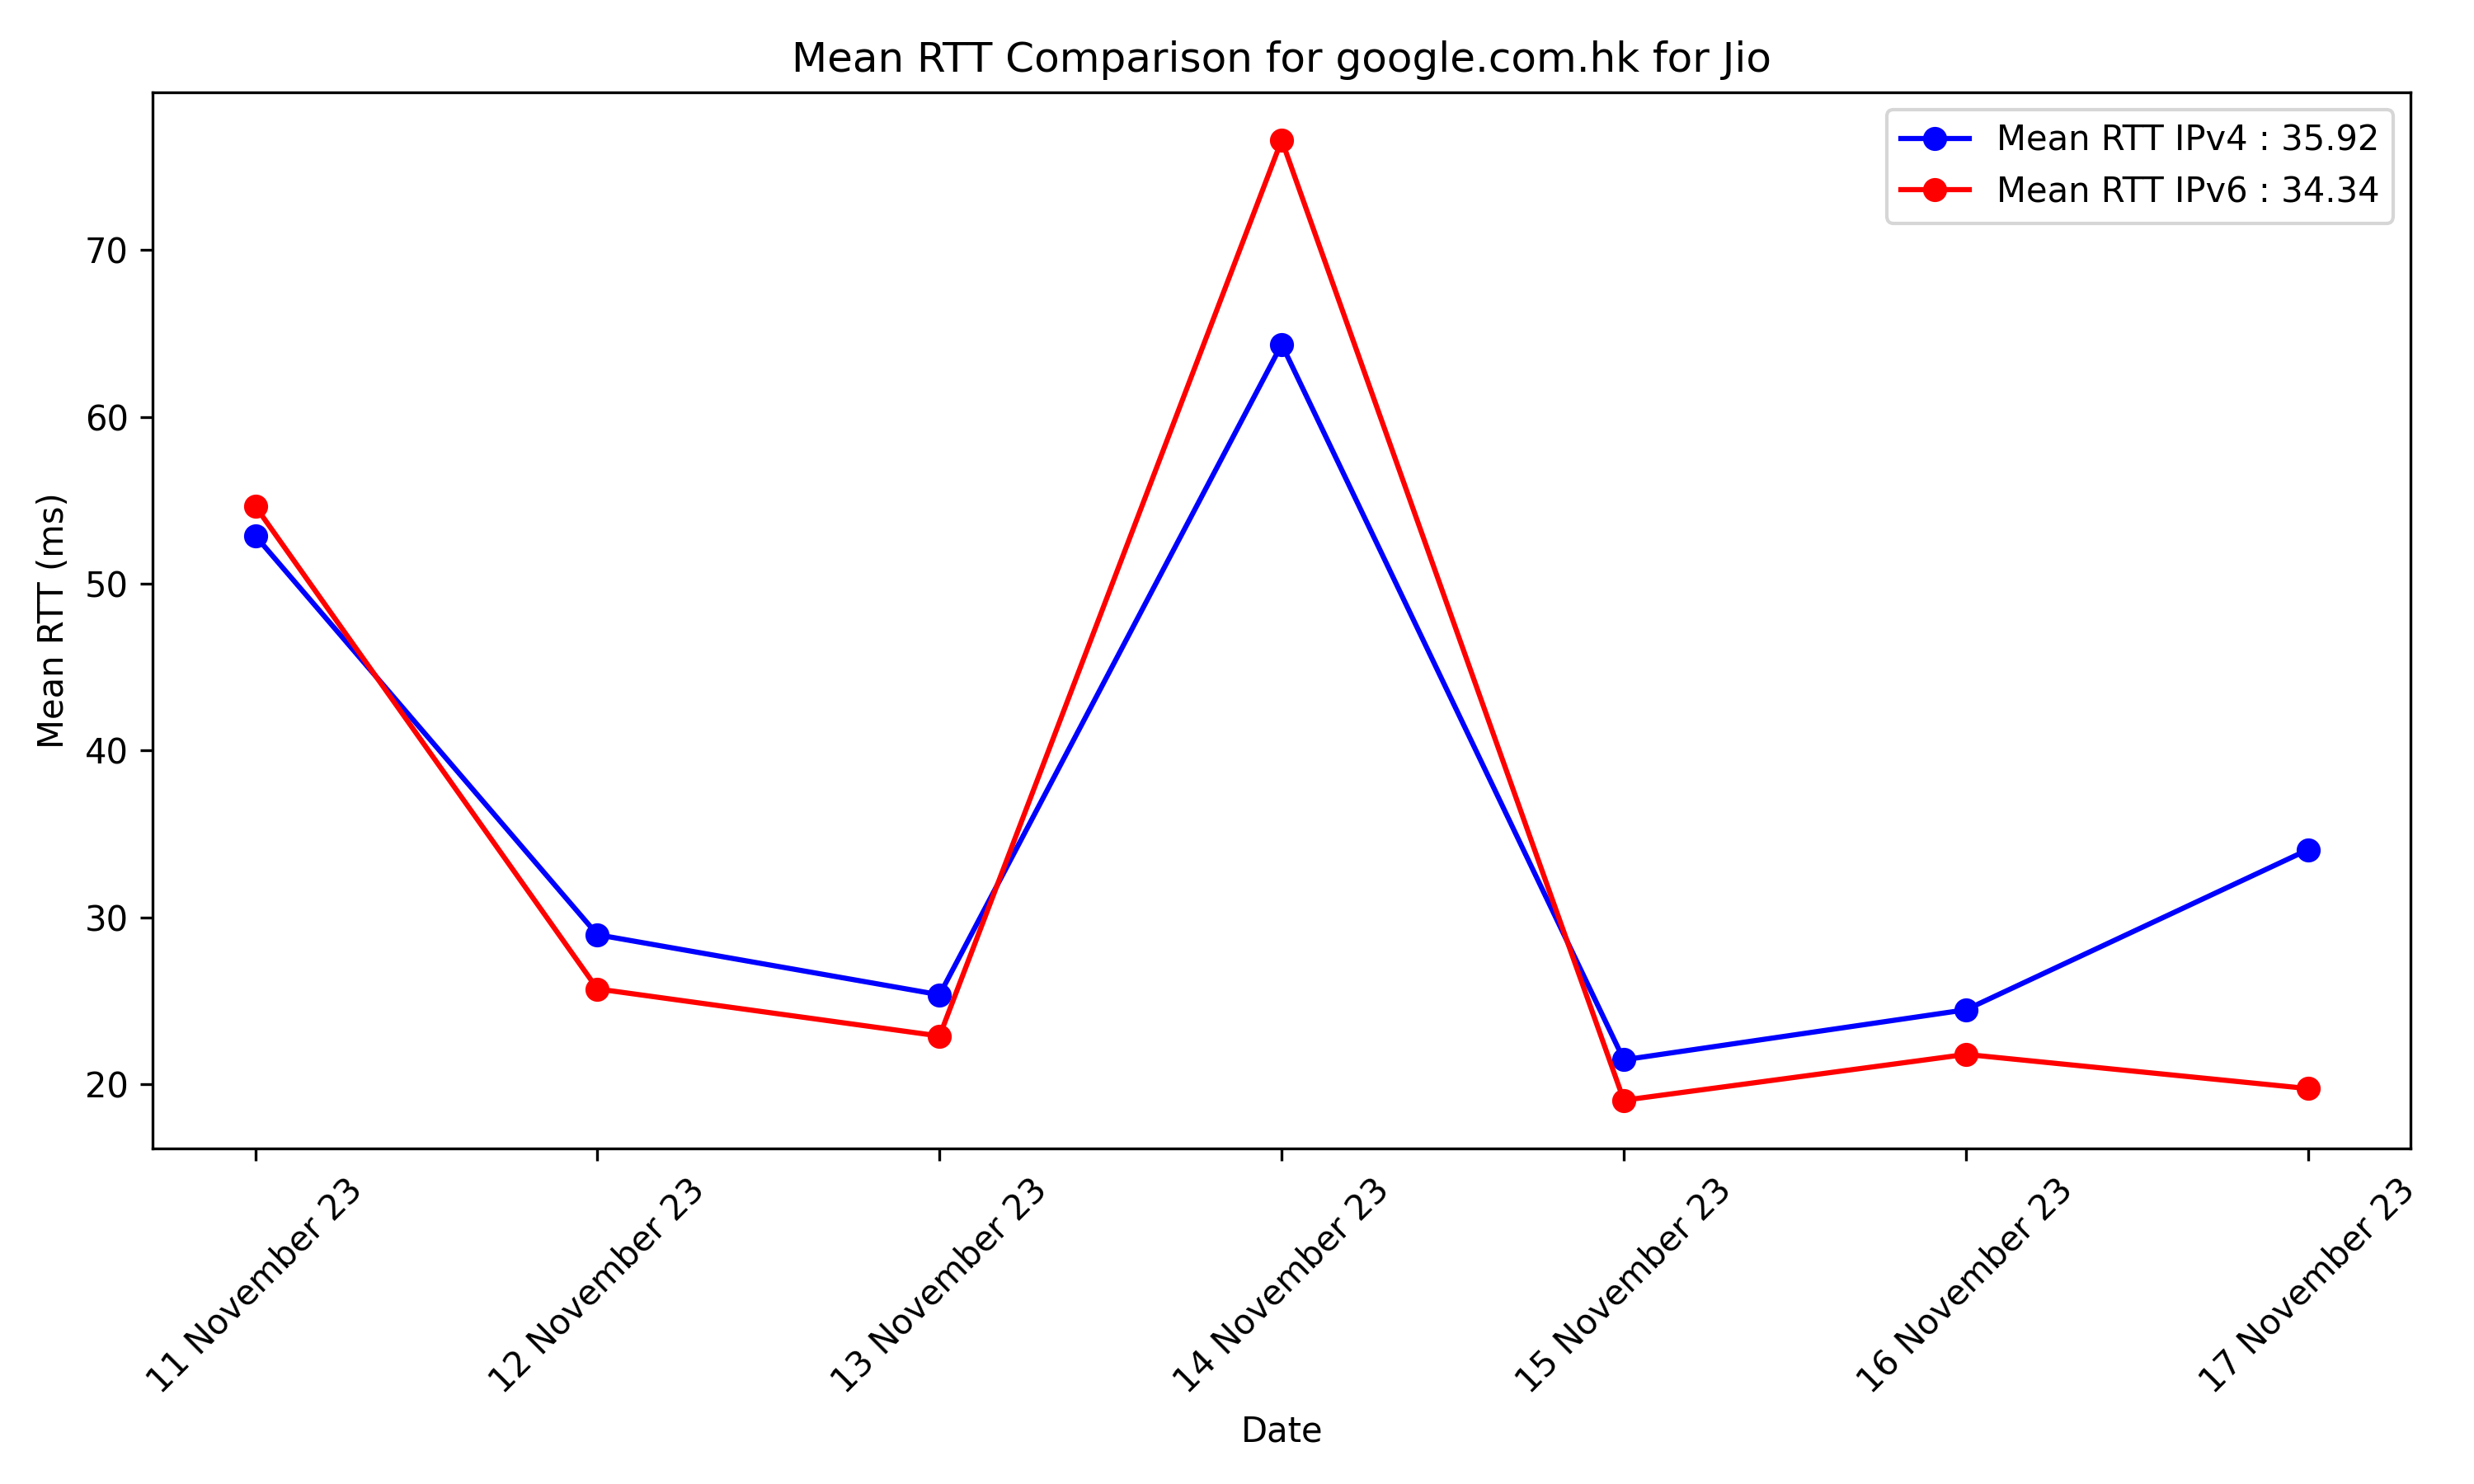 Mean RTT Comparison for google.com.hk for Jio
Mean RTT IPv4 : 35.92
Mean RTT IPv6 : 34.34
Mean RTT (ms)
70
60
50
40
30
20
11 November 23
12 November 23
13 November 23
14 November 23
15 November 23
16 November 23
17 November 23
Date